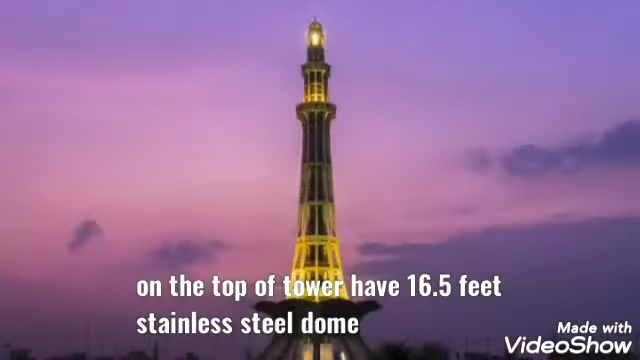 on the top of tower have 16.5 feet
stainless steel dome
Made with
VideoShow